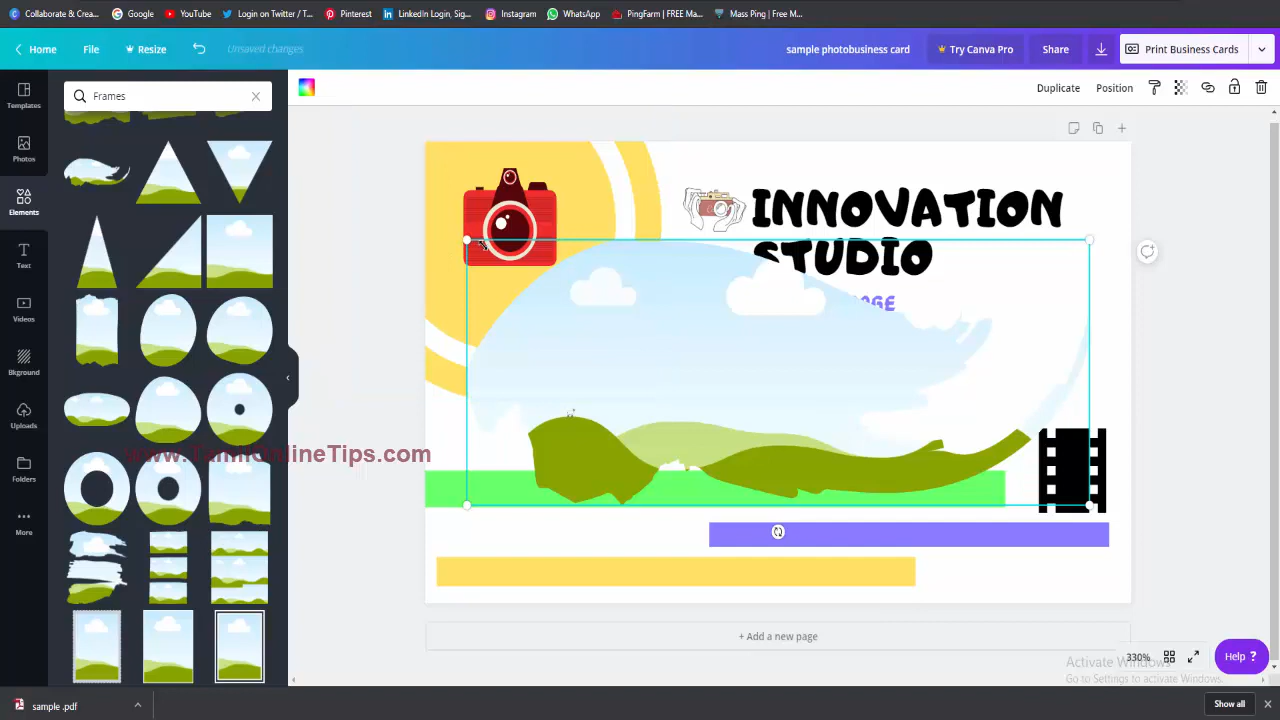 Collections
Google
YouTube
Login on Twitter / T...
Pinterest
LinkedIn Login, Sig...
Instagram
WhatsApp
PingFarm | FREE Ma...
Mass Ping | Free M...
Home
File
Resize
Unsaved changes
sample photobusiness card
Try Canva Pro
Share
Print Business Cards
Templates
Frames
Duplicate
Position
Photos
Elements
Text
Videos
Bkground
Uploads
Folders
More
INNOVATION
STUDIO
www.TamilOnlineTips.com
+ Add a new page
330%
Help ?
Activate Windows
Go to Settings to activate Windows.
sample .pdf
Show all